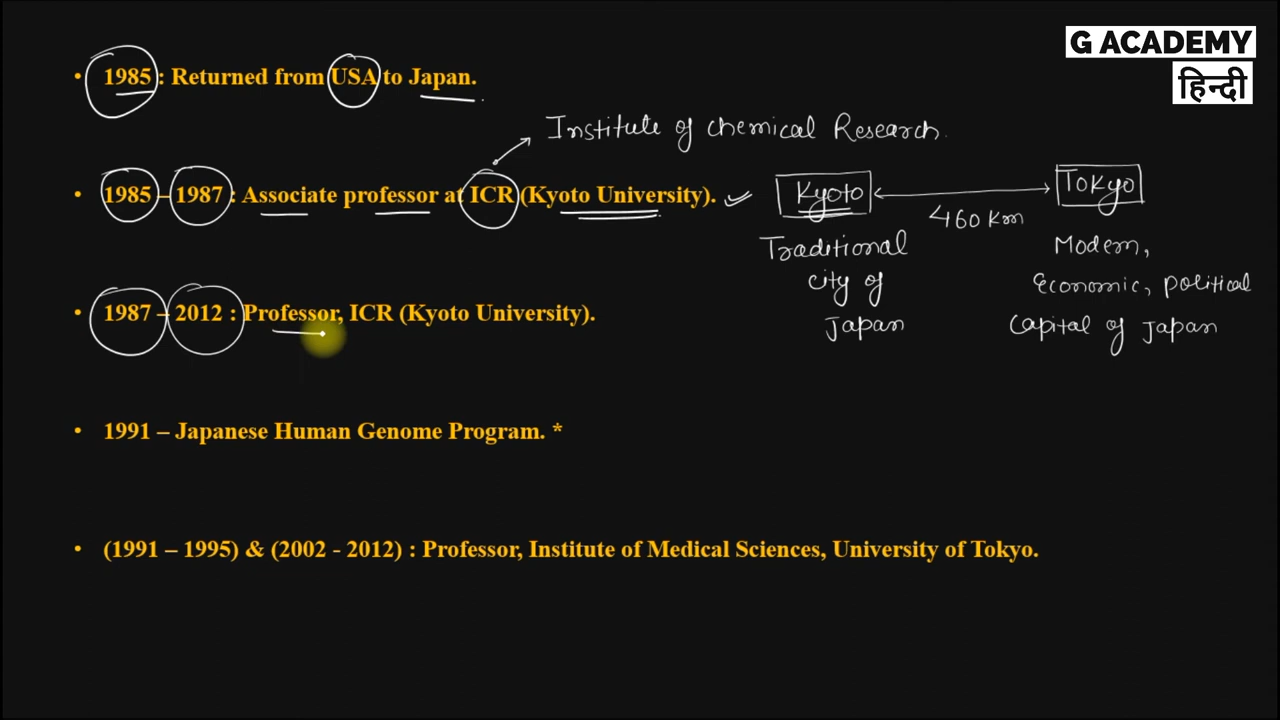 G ACADEMY
हिन्दी
• 1985 : Returned from USA to Japan.
Institute of chemical Research.
• 1985 – 1987 : Associate professor at ICR (Kyoto University).
Kyoto
Tokyo
460 Km
Traditional
city of
Japan
Modern,
Economic, political
Capital of Japan
• 1987 – 2012 : Professor, ICR (Kyoto University).
• 1991 – Japanese Human Genome Program. *
• (1991 – 1995) & (2002 - 2012) : Professor, Institute of Medical Sciences, University of Tokyo.